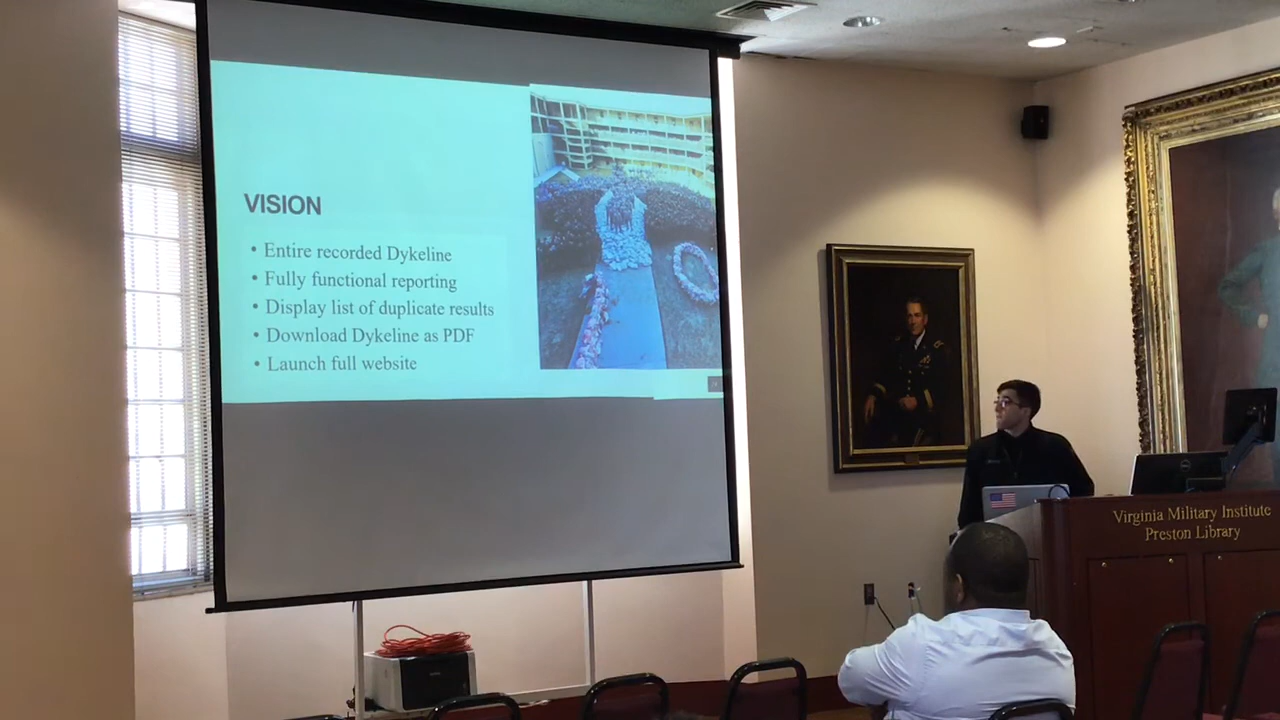 VISION
• Entire recorded Dykeline
• Fully functional reporting
• Display list of duplicate results
• Download Dykeline as PDF
• Launch full website
Virginia Military Institute
Preston Library